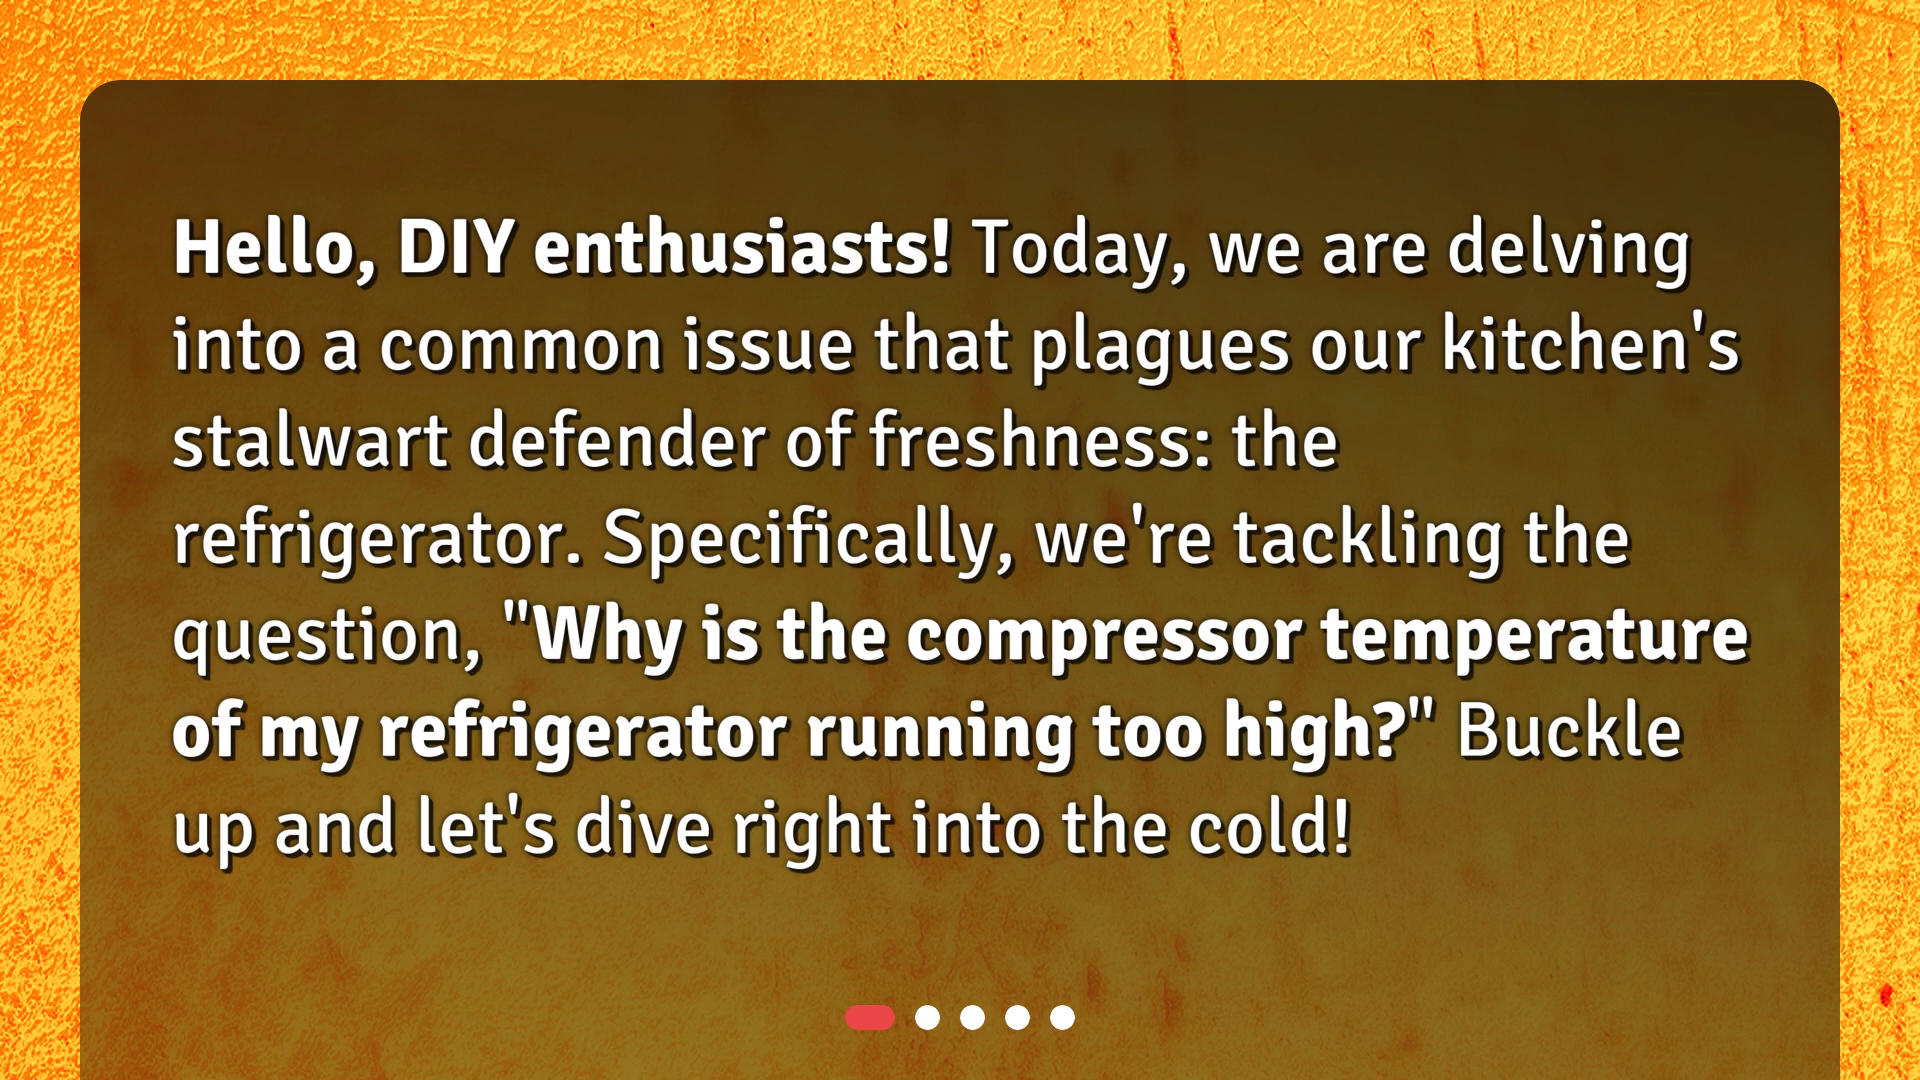 Hello, DIY enthusiasts! Today, we are delving
into a common issue that plagues our kitchen's
stalwart defender of freshness: the
refrigerator. Specifically, we're tackling the
question, "Why is the compressor temperature
of my refrigerator running too high?" Buckle
up and let's dive right into the cold!